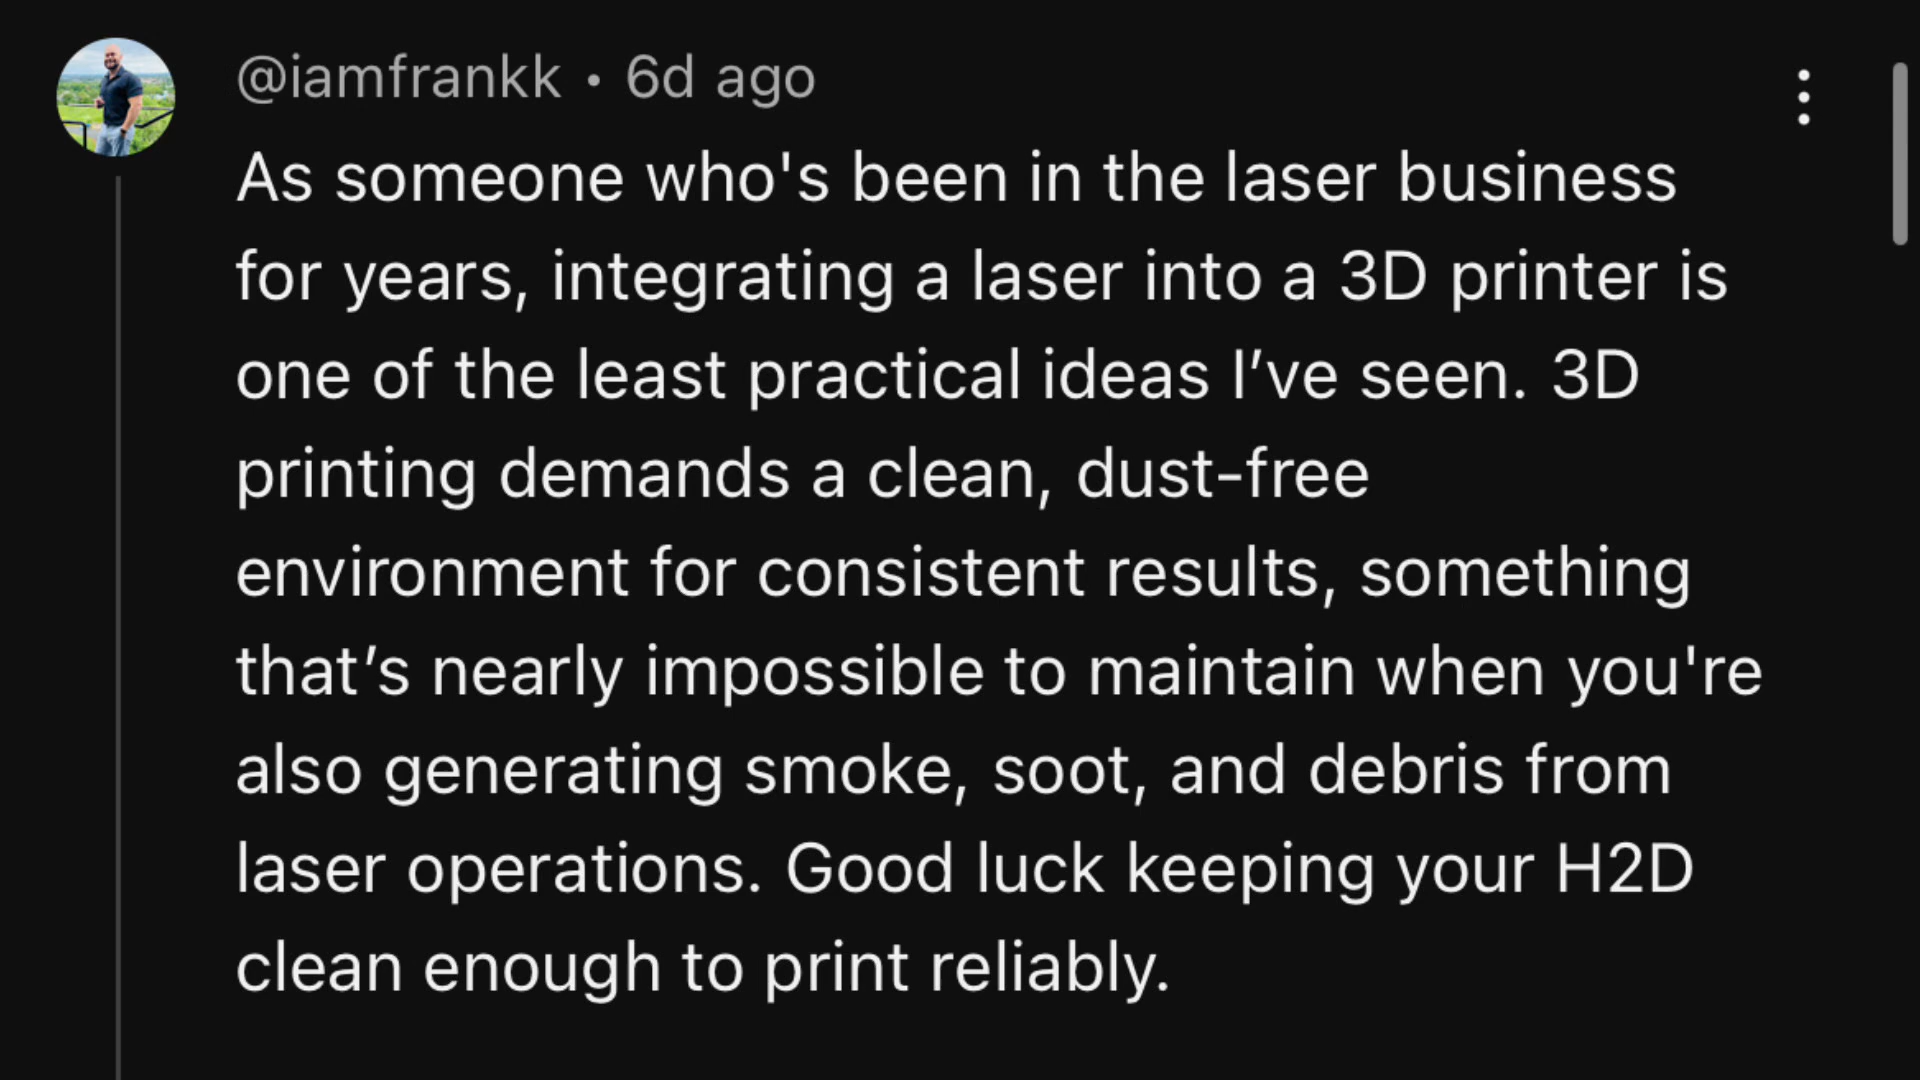 @iamfrankk • 6d ago
As someone who's been in the laser business
for years, integrating a laser into a 3D printer is
one of the least practical ideas I’ve seen. 3D
printing demands a clean, dust-free
environment for consistent results, something
that’s nearly impossible to maintain when you're
also generating smoke, soot, and debris from
laser operations. Good luck keeping your H2D
clean enough to print reliably.